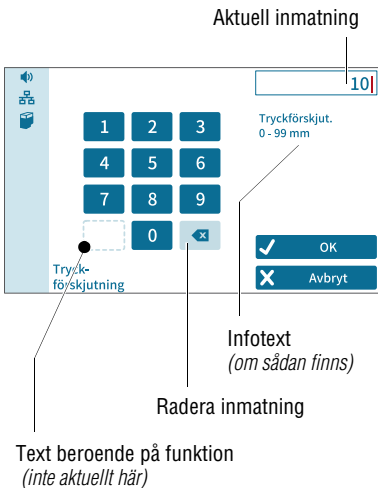 Aktuell inmatning
10
1 2 3
Tryckförskjut.
0 - 99 mm
4 5 6
7 8 9
0
OK
Tryck-
förskjutning
Avbryt
Infotext
(om sådan finns)
Radera inmatning
Text beroende på funktion
(inte aktuellt här)